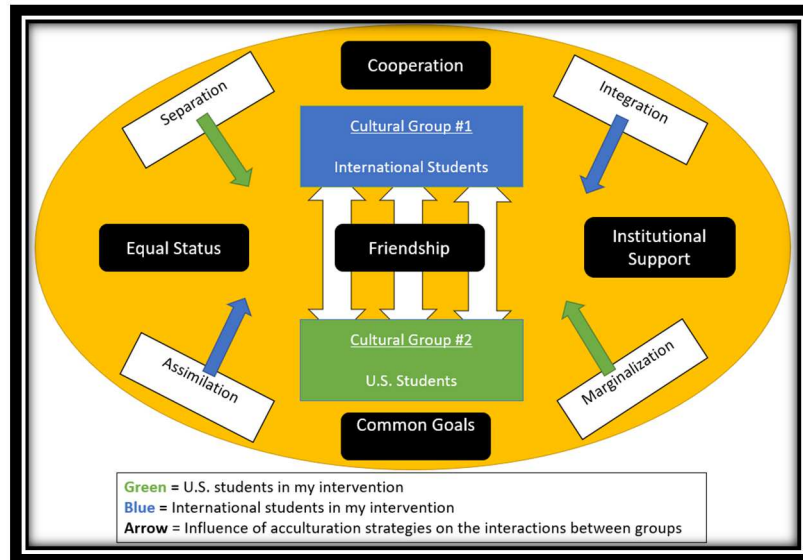 Cooperation
Separation
Integration
Cultural Group #1
International Students
Equal Status
Friendship
Institutional
Support
Cultural Group #2
U.S. Students
Assimilation
Marginalization
Common Goals
Green = U.S. students in my intervention
Blue = International students in my intervention
Arrow = Influence of acculturation strategies on the interactions between groups